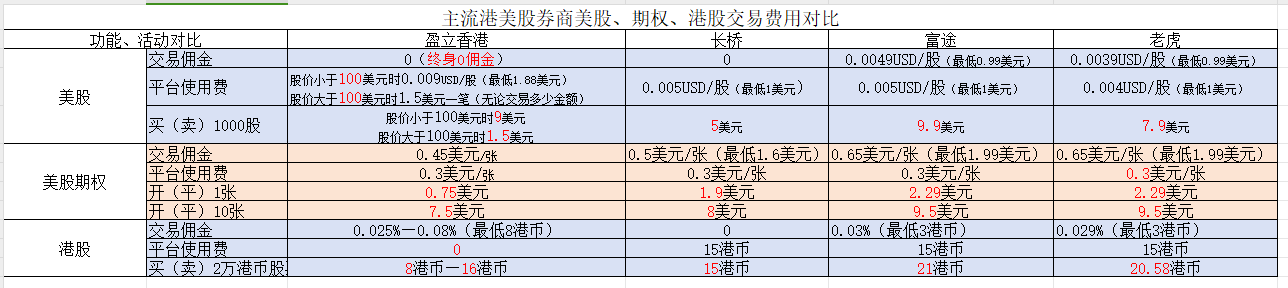 主流港美股券商美股、期权、港股交易费用对比
功能、活动对比 盈立香港 长桥 富途 老虎
美股
交易佣金 0（终身0佣金） 0 0.0049USD/股（最低0.99美元） 0.0039USD/股（最低0.99美元）
平台使用费 股价小于100美元时0.009USD/股（最低1.88美元）
股价大于100美元时1.5美元一笔（无论交易多少金额） 0.005USD/股（最低1美元） 0.005USD/股（最低1美元） 0.004USD/股（最低1美元）
买（卖）1000股 股价小于100美元时9美元
股价大于100美元时1.5美元 5美元 9.9美元 7.9美元
美股期权
交易佣金 0.45美元/张 0.5美元/张（最低1.6美元） 0.65美元/张（最低1.99美元） 0.65美元/张（最低1.99美元）
平台使用费 0.3美元/张 0.3美元/张 0.3美元/张 0.3美元/张
开（平）1张 0.75美元 1.9美元 2.29美元 2.29美元
开（平）10张 7.5美元 8美元 9.5美元 9.5美元
港股
交易佣金 0.025%—0.08%（最低8港币） 0 0.03%（最低3港币） 0.029%（最低3港币）
平台使用费 0 15港币 15港币 15港币
买（卖）2万港币股 8港币—16港币 15港币 21港币 20.58港币